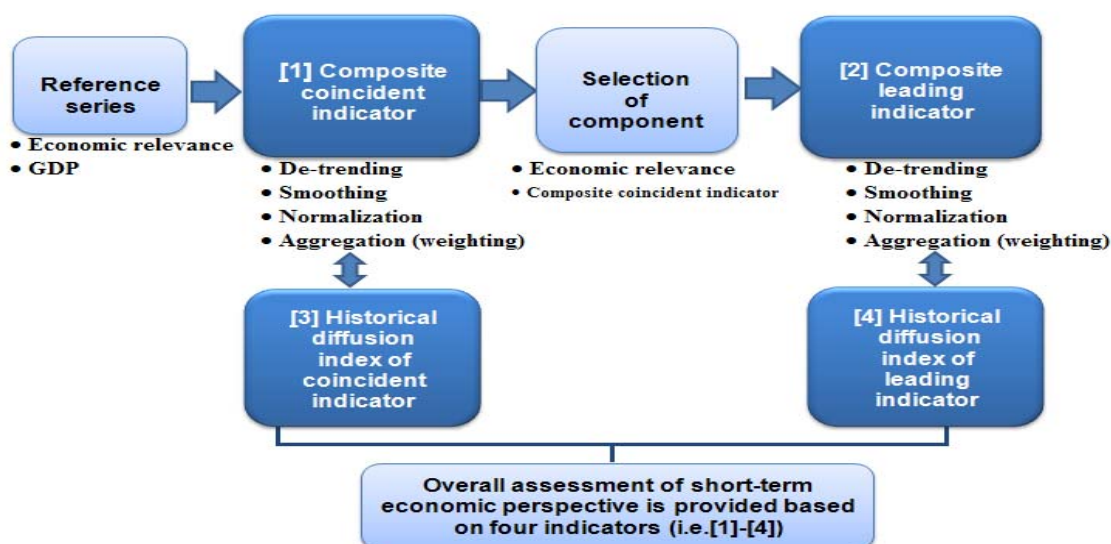 Reference
series
• Economic relevance
• GDP
[1] Composite
coincident
indicator
• De-trending
• Smoothing
• Normalization
• Aggregation (weighting)
Selection
of
component
• Economic relevance
• Composite coincident indicator
[2] Composite
leading
indicator
• De-trending
• Smoothing
• Normalization
• Aggregation (weighting)
[3] Historical
diffusion
index of
coincident
indicator
[4] Historical
diffusion
index of
leading
indicator
Overall assessment of short-term
economic perspective is provided based
on four indicators (i.e.[1]-[4])